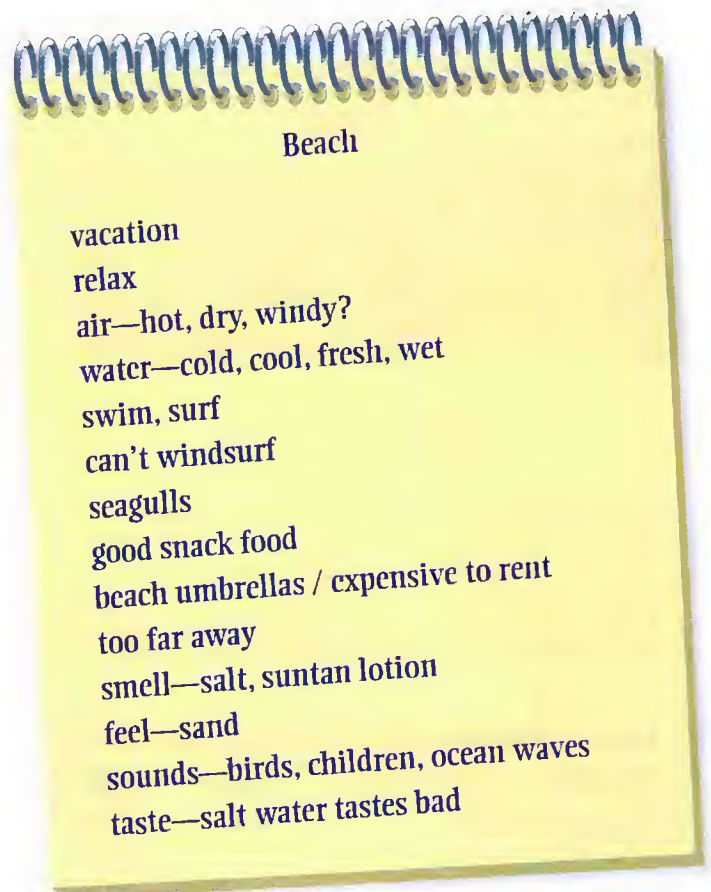 Beach
vacation
relax
air—hot, dry, windy?
water—cold, cool, fresh, wet
swim, surf
can't windsurf
seagulls
good snack food
beach umbrellas / expensive to rent
too far away
smell—salt, suntan lotion
feel—sand
sounds—birds, children, ocean waves
taste—salt water tastes bad